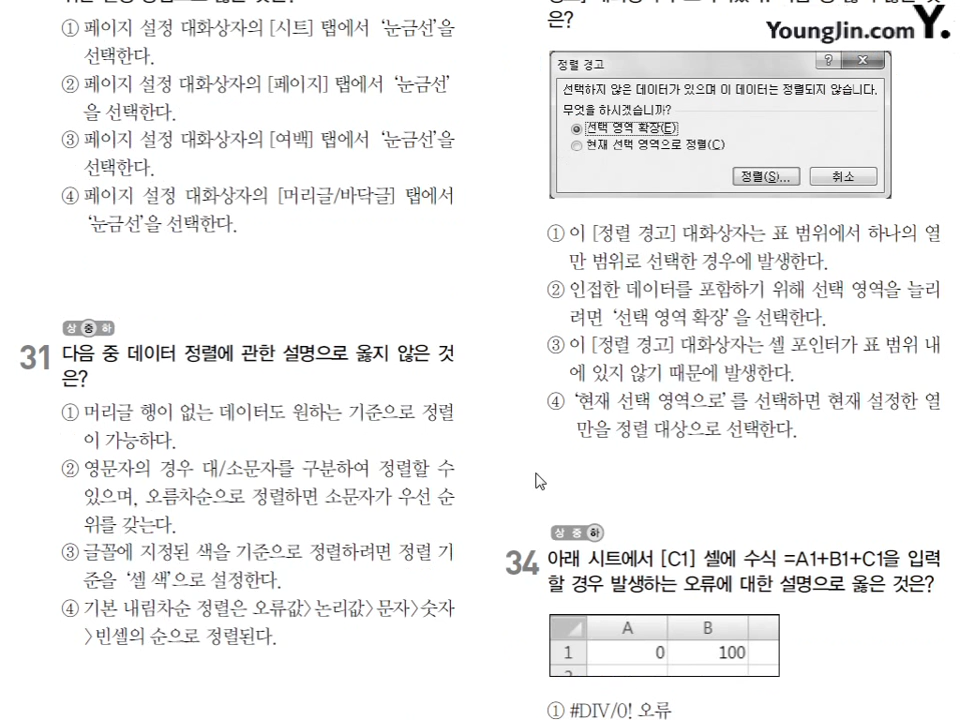 ① 페이지 설정 대화상자의 [시트] 탭에서 ‘눈금선’을
선택한다.
② 페이지 설정 대화상자의 [페이지] 탭에서 ‘눈금선’
을 선택한다.
③ 페이지 설정 대화상자의 [여백] 탭에서 ‘눈금선’을
선택한다.
④ 페이지 설정 대화상자의 [머리글/바닥글] 탭에서
‘눈금선’을 선택한다.
상 중 하
31 다음 중 데이터 정렬에 관한 설명으로 옳지 않은 것
은?
① 머리글 행이 없는 데이터도 원하는 기준으로 정렬
이 가능하다.
② 영문자의 경우 대/소문자를 구분하여 정렬할 수
있으며, 오름차순으로 정렬하면 소문자가 우선 순
위를 갖는다.
③ 글꼴에 지정된 색을 기준으로 정렬하려면 정렬 기
준을 ‘셀 색’으로 설정한다.
④ 기본 내림차순 정렬은 오류값〉논리값〉문자〉숫자
〉빈셀의 순으로 정렬된다.
은?
YoungJin.com Y.
정렬 경고
선택하지 않은 데이터가 있으며 이 데이터는 정렬되지 않습니다.
무엇을 하시겠습니까?
선택 영역 확장(E)
현재 선택 영역으로 정렬(C)
정렬(S)... 취소
① 이 [정렬 경고] 대화상자는 표 범위에서 하나의 열
만 범위로 선택한 경우에 발생한다.
② 인접한 데이터를 포함하기 위해 선택 영역을 늘리
려면 ‘선택 영역 확장’을 선택한다.
③ 이 [정렬 경고] 대화상자는 셀 포인터가 표 범위 내
에 있지 않기 때문에 발생한다.
④ ‘현재 선택 영역으로’를 선택하면 현재 설정한 열
만을 정렬 대상으로 선택한다.
상 중 하
34 아래 시트에서 [C1] 셀에 수식 =A1+B1+C1을 입력
할 경우 발생하는 오류에 대한 설명으로 옳은 것은?
A B
1 0 100
① #DIV/0! 오류